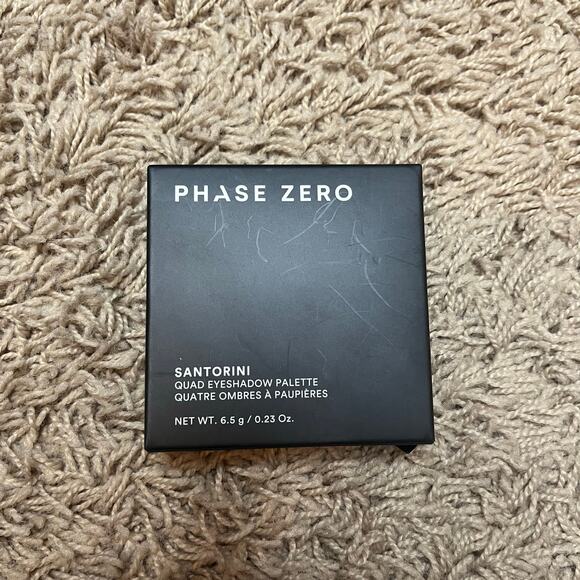 PHASE ZERO
SANTORINI
QUAD EYESHADOW PALETTE
QUATRE OMBRES À PAUPIÈRES
NET WT. 6.5 g / 0.23 Oz.